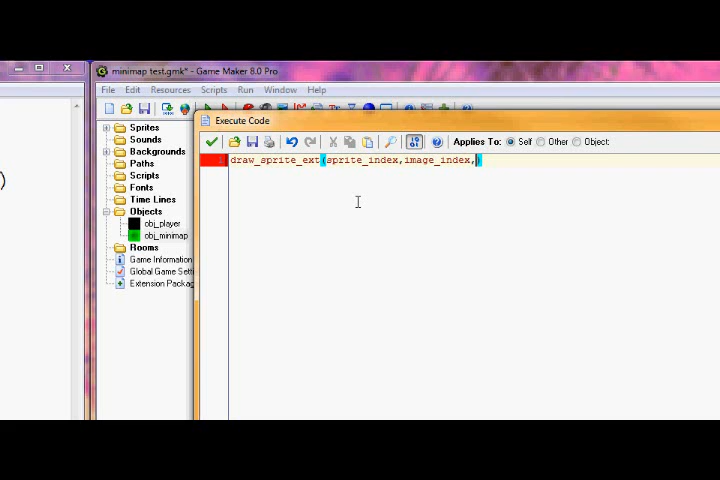 minimap test.gmk* - Game Maker 8.0 Pro
File Edit Resources Scripts Run Window Help
Execute Code
Applies To: Self Other Object:
)
1 draw_sprite_ext(sprite_index,image_index,)
Sprites
Sounds
Backgrounds
Paths
Scripts
Fonts
Time Lines
Objects
obj_player
obj_minimap
Rooms
Game Information
Global Game Sett
Extension Packag